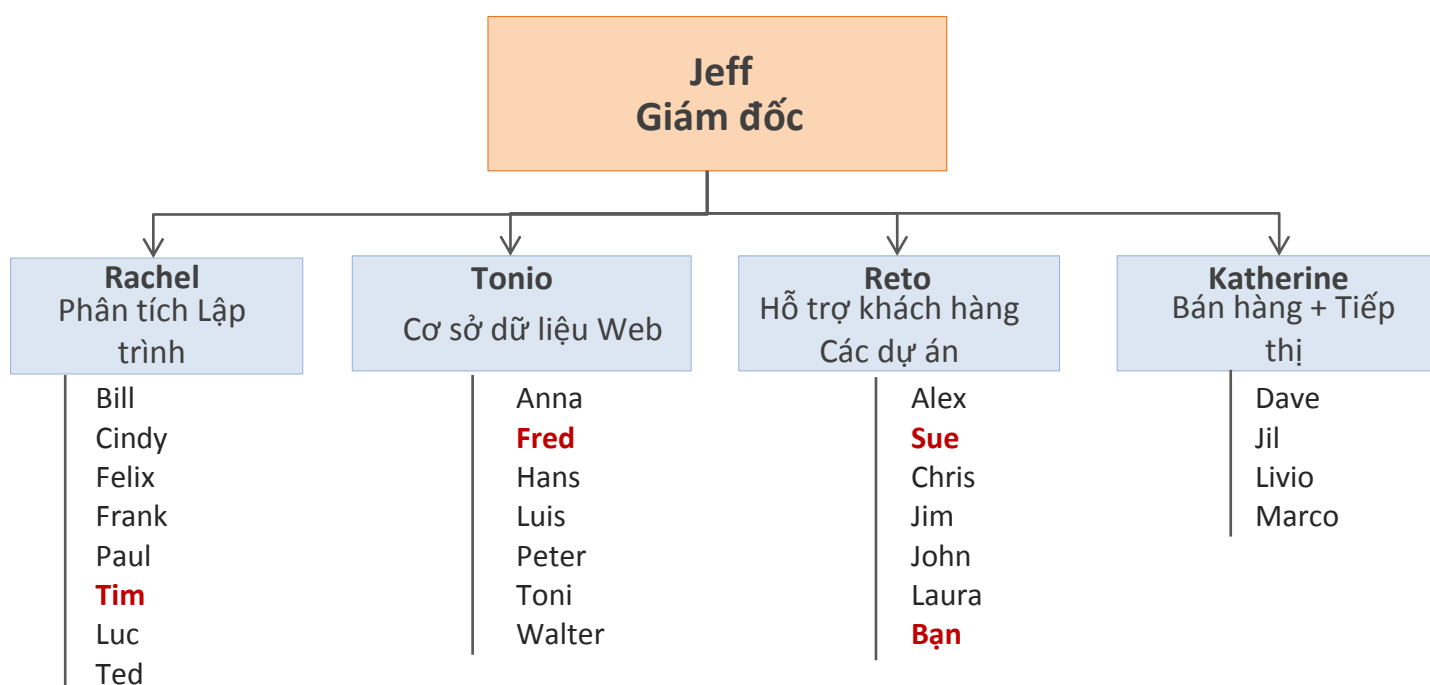 Jeff
Giám đốc
Rachel
Phân tích Lập
trình
Bill
Cindy
Felix
Frank
Paul
Tim
Luc
Ted
Tonio
Cơ sở dữ liệu Web
Anna
Fred
Hans
Luis
Peter
Toni
Walter
Reto
Hỗ trợ khách hàng
Các dự án
Alex
Sue
Chris
Jim
John
Laura
Bạn
Katherine
Bán hàng + Tiếp
thị
Dave
Jil
Livio
Marco